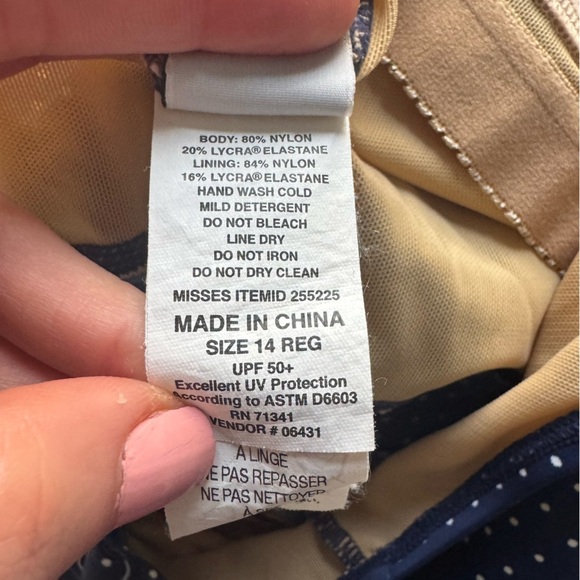 BODY: 80% NYLON
20% LYCRA® ELASTANE
LINING: 84% NYLON
16% LYCRA® ELASTANE
HAND WASH COLD
MILD DETERGENT
DO NOT BLEACH
LINE DRY
DO NOT IRON
DO NOT DRY CLEAN
MISSES ITEMID 255225
MADE IN CHINA
SIZE 14 REG
UPF 50+
Excellent UV Protection
According to ASTM D6603
RN 71341
VENDOR # 06431
A LINGE
NE PAS REPASSER
NE PAS NETTOYER